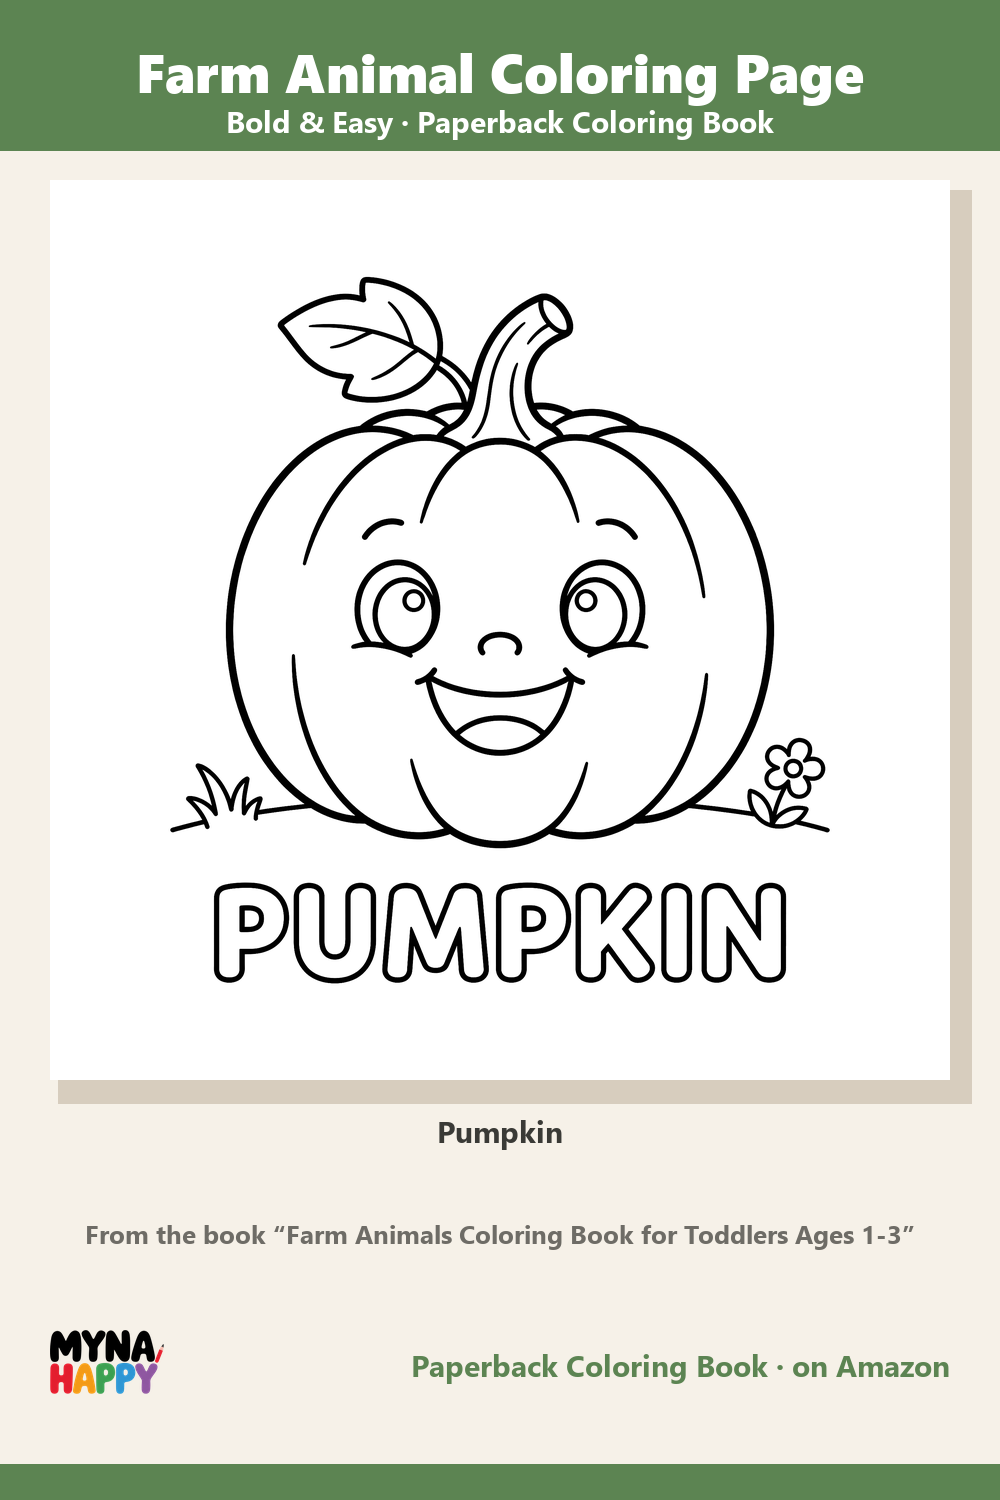 Farm Animal Coloring Page
Bold & Easy · Paperback Coloring Book
PUMPKIN
Pumpkin
From the book “Farm Animals Coloring Book for Toddlers Ages 1-3”
MYNA
HAPPY
Paperback Coloring Book · on Amazon